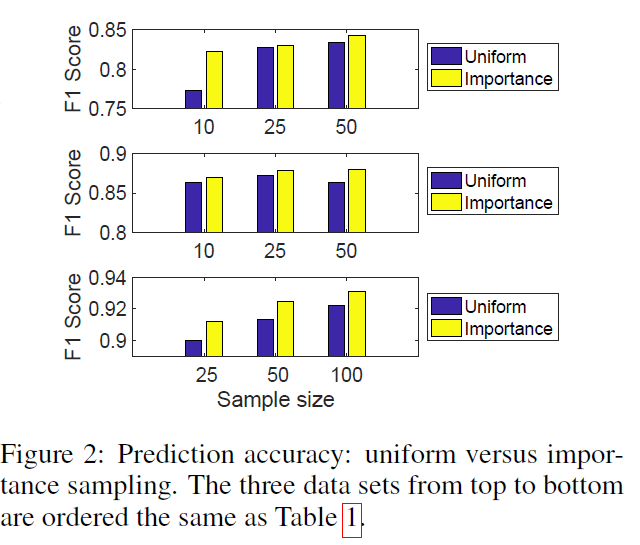 F1 Score
0.85
0.8
0.75
10 25 50
Uniform
Importance
F1 Score
0.9
0.85
0.8
10 25 50
Uniform
Importance
F1 Score
0.94
0.92
0.9
25 50 100
Sample size
Uniform
Importance
Figure 2: Prediction accuracy: uniform versus impor-
tance sampling. The three data sets from top to bottom
are ordered the same as Table 1.